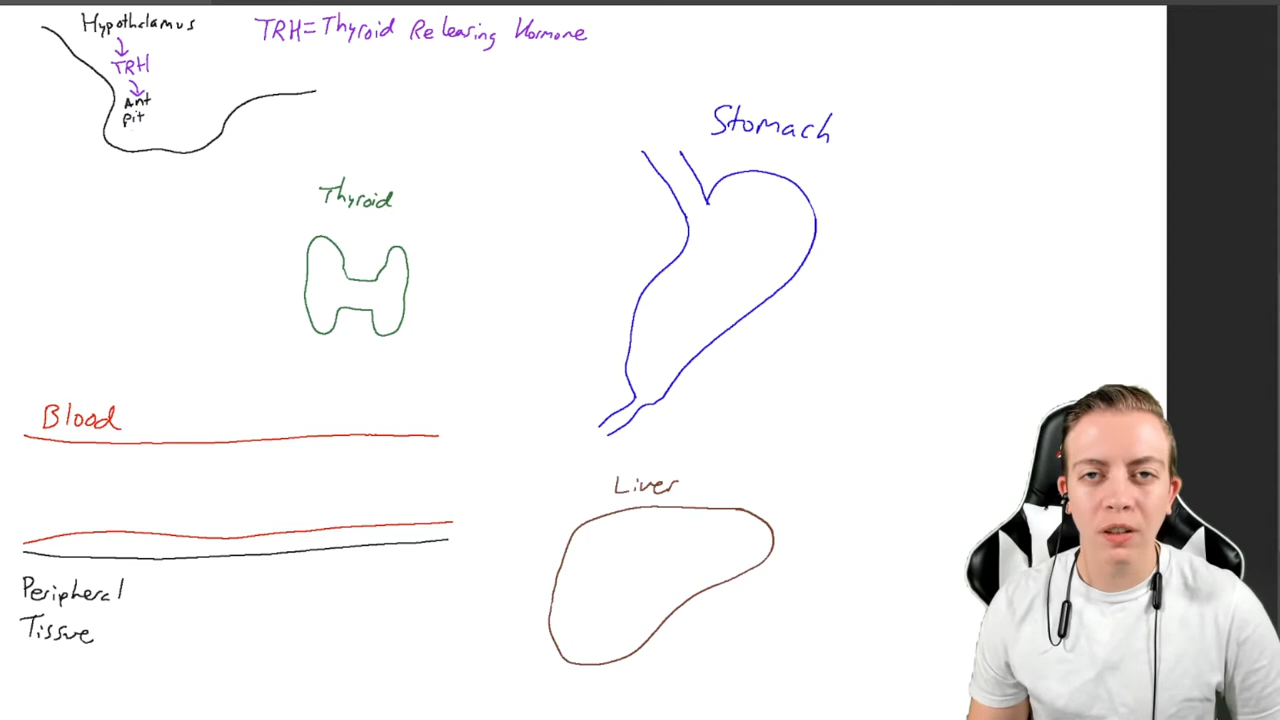 Hypothalamus
TRH
Ant
pit
TRH = Thyroid Releasing Hormone
Stomach
Thyroid
Blood
Liver
Peripheral
Tissue